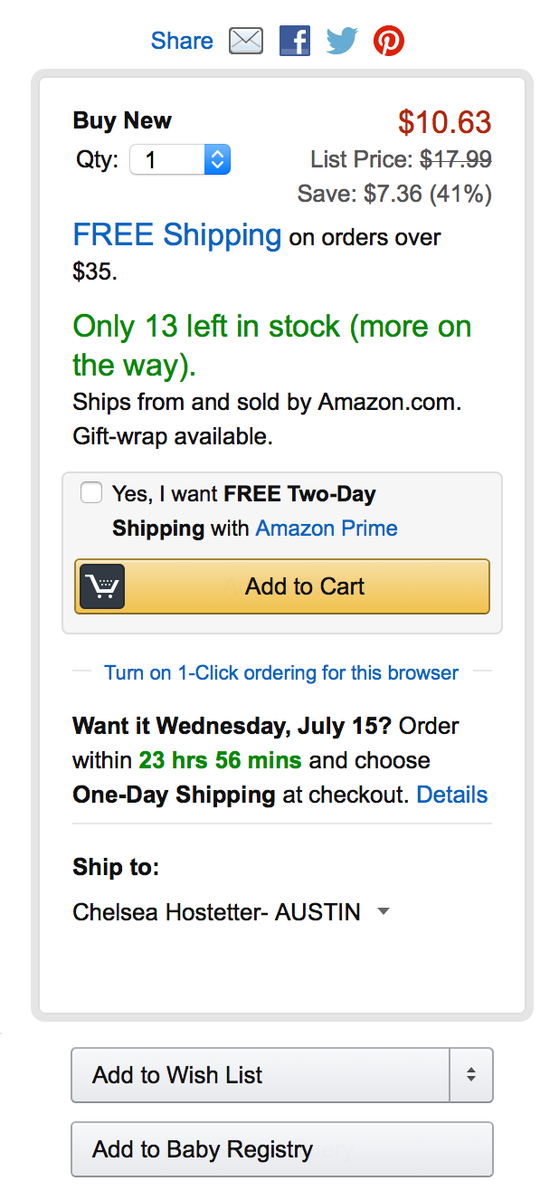 Share
Buy New
$10.63
Qty: 1
List Price: $17.99
Save: $7.36 (41%)
FREE Shipping on orders over
$35.
Only 13 left in stock (more on
the way).
Ships from and sold by Amazon.com.
Gift-wrap available.
Yes, I want FREE Two-Day
Shipping with Amazon Prime
Add to Cart
Turn on 1-Click ordering for this browser
Want it Wednesday, July 15? Order
within 23 hrs 56 mins and choose
One-Day Shipping at checkout. Details
Ship to:
Chelsea Hostetter- AUSTIN
Add to Wish List
Add to Baby Registry